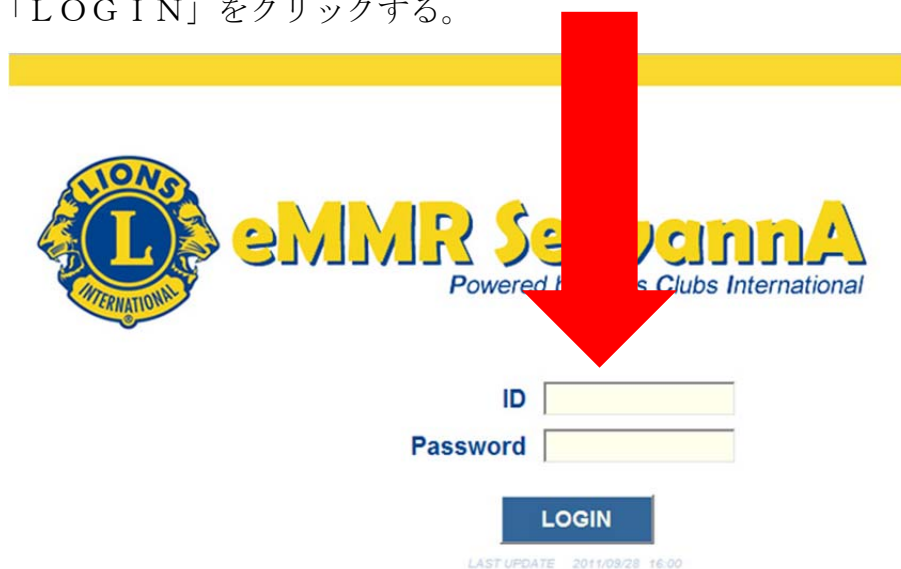 「ＬＯＧＩＮ」をクリックする。
LIONS
L
INTERNATIONAL
®
eMMR Se vannA
Powered s Clubs International
ID
Password
LOGIN
LAST UPDATE 2011/09/28 16:00